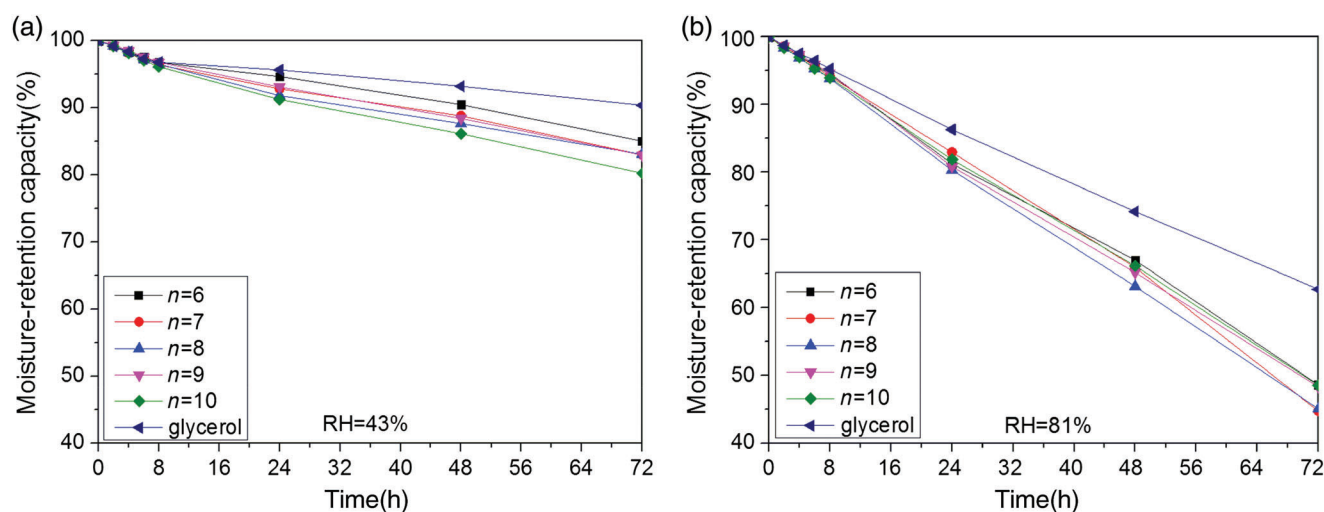 (a)
Moisture-retention capacity(%)
100
90
80
70
60
50
40
n=6
n=7
n=8
n=9
n=10
glycerol
RH=43%
0 8 16 24 32 40 48 56 64 72
Time(h)
(b)
Moisture-retention capacity(%)
100
90
80
70
60
50
40
n=6
n=7
n=8
n=9
n=10
glycerol
RH=81%
0 8 16 24 32 40 48 56 64 72
Time(h)